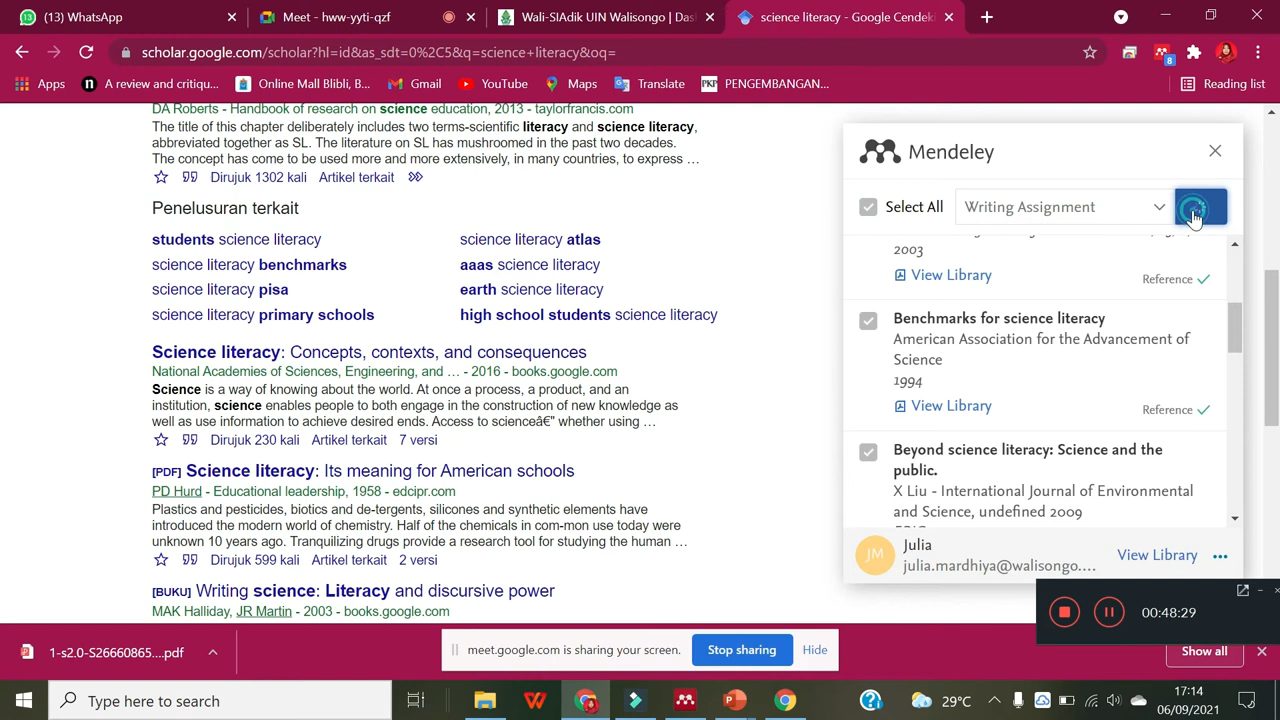 (11) WhatsApp
Meet - hww-yyti-qzf
Wali-SIAdik UIN Walisongo | Das
science literacy - Google Cendeki
scholar.google.com/scholar?hl=id&as_sdt=0%2C5&q=science+literacy&oq=
8
Apps
A review and critiqu...
Online Mall Blibli, B...
Gmail
YouTube
Maps
Translate
PKP PENGEMBANGAN...
Reading list
DA Roberts - Handbook of research on science education, 2013 - taylorfrancis.com
The title of this chapter deliberately includes two terms-scientific literacy and science literacy,
abbreviated together as SL. The literature on SL has mushroomed in the past two decades.
The concept has come to be used more and more extensively, in many countries, to express …
Dirujuk 1302 kali Artikel terkait
Penelusuran terkait
students science literacy
science literacy atlas
science literacy benchmarks
aaas science literacy
science literacy pisa
earth science literacy
science literacy primary schools
high school students science literacy
Science literacy: Concepts, contexts, and consequences
National Academies of Sciences, Engineering, and … - 2016 - books.google.com
Science is a way of knowing about the world. At once a process, a product, and an
institution, science enables people to both engage in the construction of new knowledge as
well as use information to achieve desired ends. Access to scienceâ€" whether using …
Dirujuk 230 kali Artikel terkait 7 versi
[PDF] Science literacy: Its meaning for American schools
PD Hurd - Educational leadership, 1958 - edcipr.com
Plastics and pesticides, biotics and de-tergents, silicones and synthetic elements have
introduced the modern world of chemistry. Half of the chemicals in com-mon use today were
unknown 10 years ago. Tranquilizing drugs provide a research tool for studying the human …
Dirujuk 599 kali Artikel terkait 2 versi
[BUKU] Writing science: Literacy and discursive power
MAK Halliday, JR Martin - 2003 - books.google.com
Mendeley
Select All
Writing Assignment
2003
View Library
Reference
Benchmarks for science literacy
American Association for the Advancement of
Science
1994
View Library
Reference
Beyond science literacy: Science and the
public.
X Liu - International Journal of Environmental
and Science, undefined 2009
JM
Julia
julia.mardhiya@walisongo....
View Library
00:48:29
1-s2.0-S26660865....pdf
meet.google.com is sharing your screen.
Stop sharing
Hide
Show all
Type here to search
29°C
17:14
06/09/2021